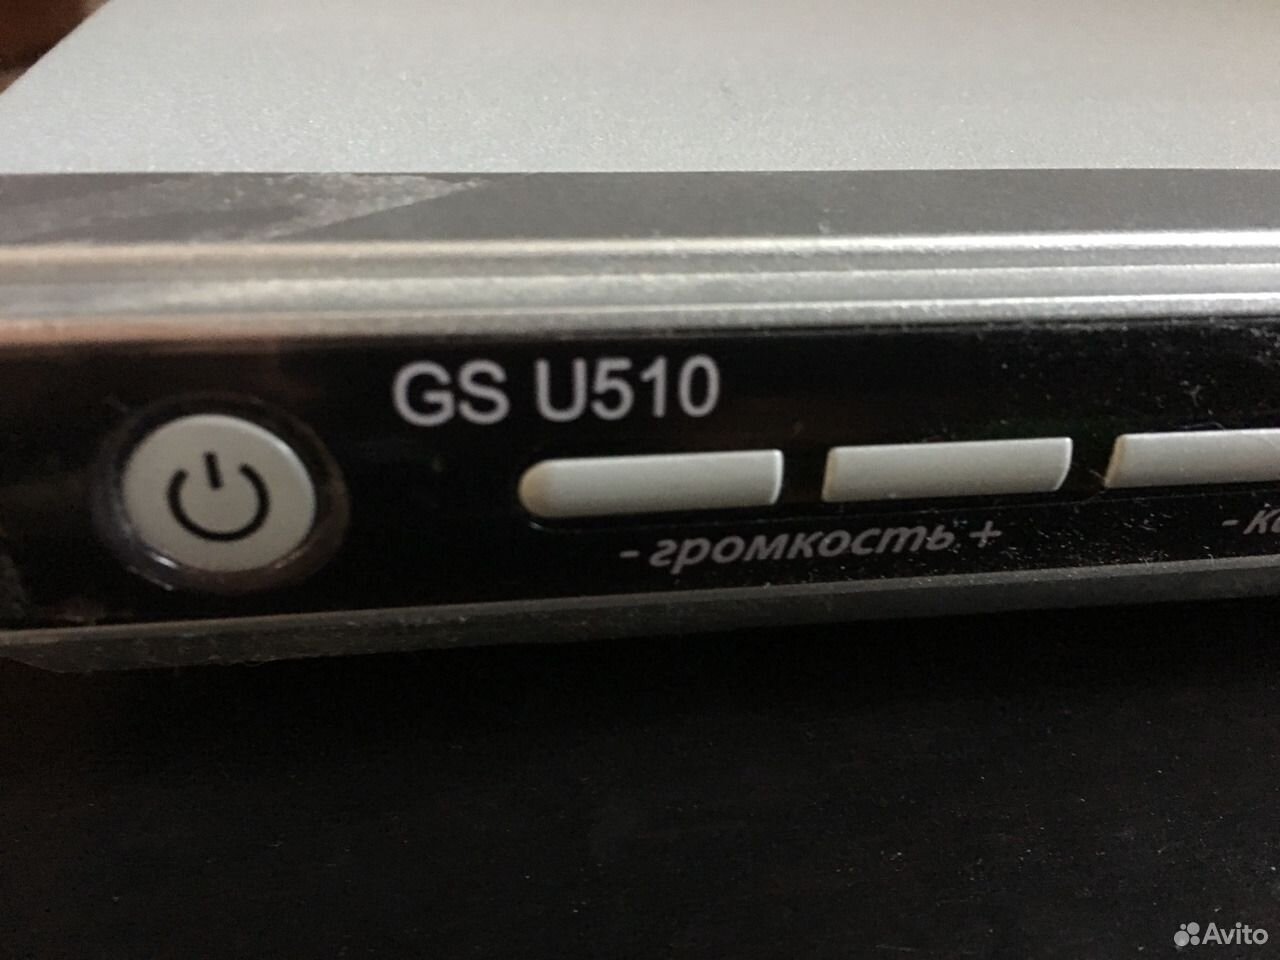 GS U510
- громкость +
Avito